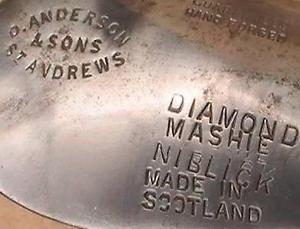 D. ANDERSON
& SONS
ST ANDREWS
HAND FORGED
DIAMOND
MASHIE
NIBLICK
MADE IN
SCOTLAND